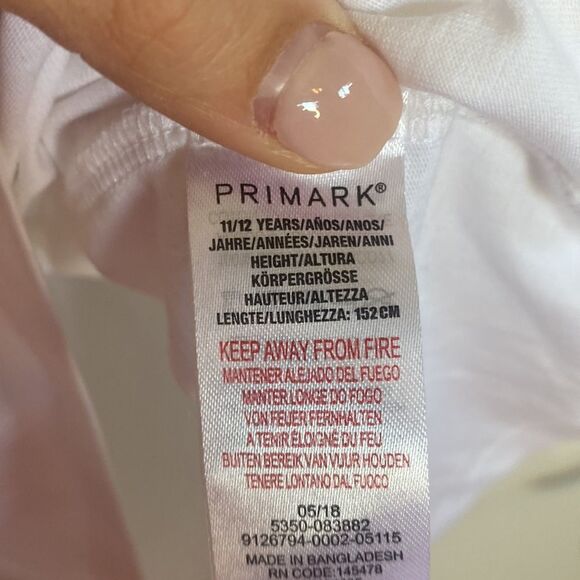 PRIMARK®
11/12 YEARS/AÑOS/ANOS/
JAHRE/ANNÉES/JAREN/ANNI
HEIGHT/ALTURA
KÖRPERGRÖSSE
HAUTEUR/ALTEZZA
LENGTE/LUNGHEZZA: 152CM
KEEP AWAY FROM FIRE
MANTENER ALEJADO DEL FUEGO
MANTER LONGE DO FOGO
VON FEUER FERNHALTEN
A TENIR ÉLOIGNÉ DU FEU
BUITEN BEREIK VAN VUUR HOUDEN
TENERE LONTANO DAL FUOCO
05/18
5350-083882
9126794-0002-05115
MADE IN BANGLADESH
RN CODE: 145478